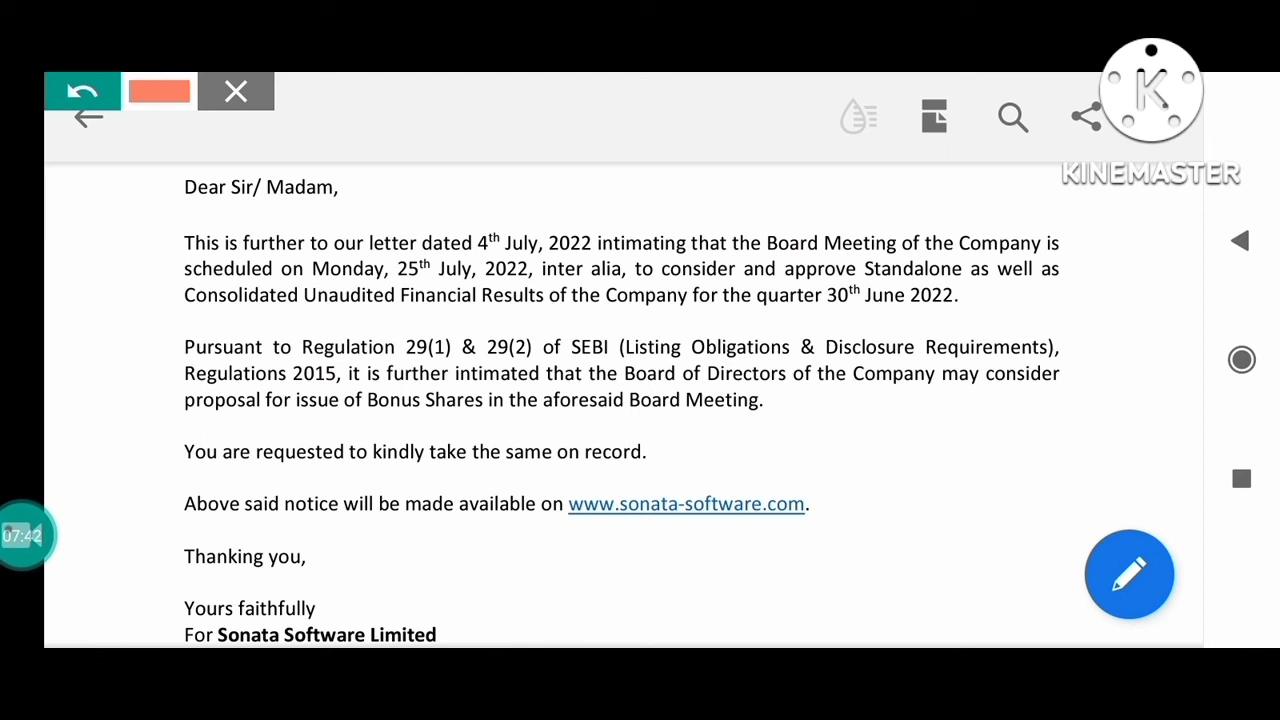 K
KINEMASTER
Dear Sir/ Madam,
This is further to our letter dated 4th July, 2022 intimating that the Board Meeting of the Company is
scheduled on Monday, 25th July, 2022, inter alia, to consider and approve Standalone as well as
Consolidated Unaudited Financial Results of the Company for the quarter 30th June 2022.
Pursuant to Regulation 29(1) & 29(2) of SEBI (Listing Obligations & Disclosure Requirements),
Regulations 2015, it is further intimated that the Board of Directors of the Company may consider
proposal for issue of Bonus Shares in the aforesaid Board Meeting.
You are requested to kindly take the same on record.
Above said notice will be made available on www.sonata-software.com.
07:42
Thanking you,
Yours faithfully
For Sonata Software Limited